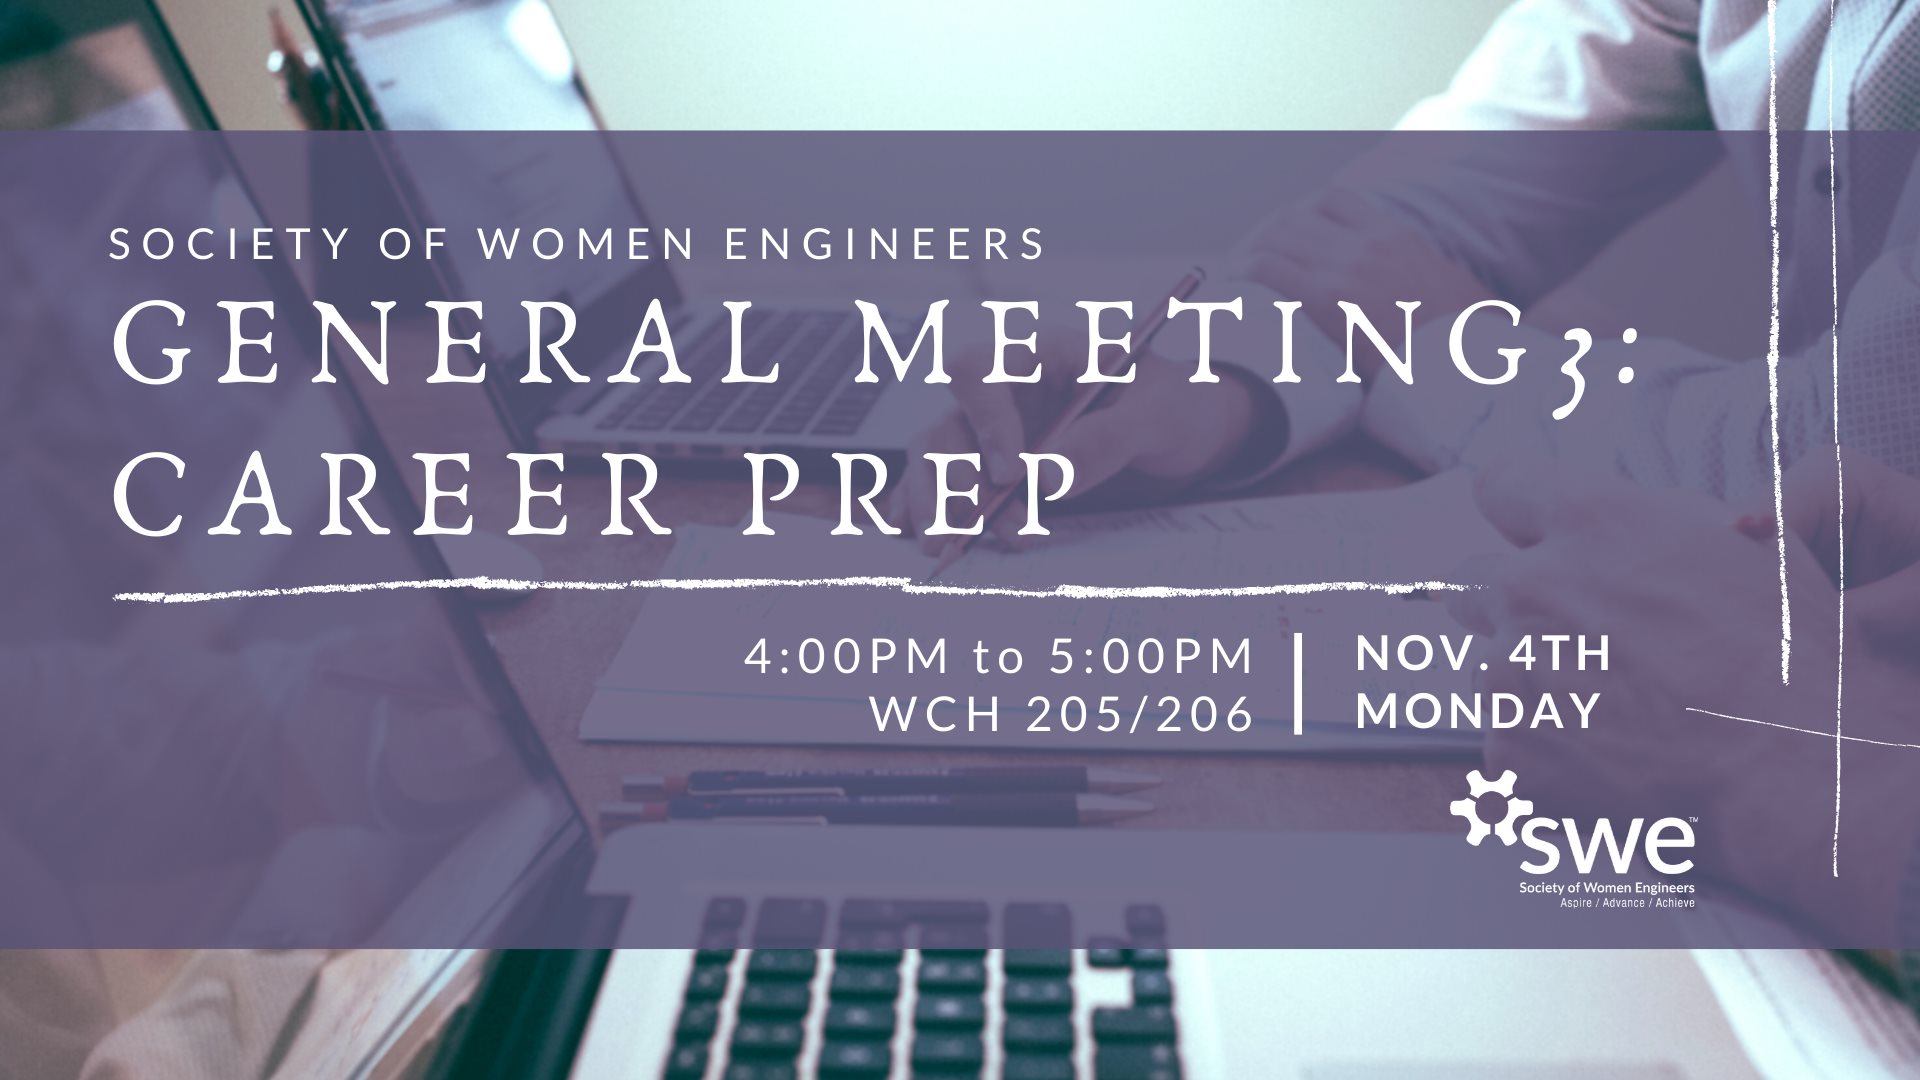 SOCIETY OF WOMEN ENGINEERS
GENERAL MEETING3:
CAREER PREP
4:00PM to 5:00PM
WCH 205/206
NOV. 4TH
MONDAY
swe™
Society of Women Engineers
Aspire / Advance / Achieve